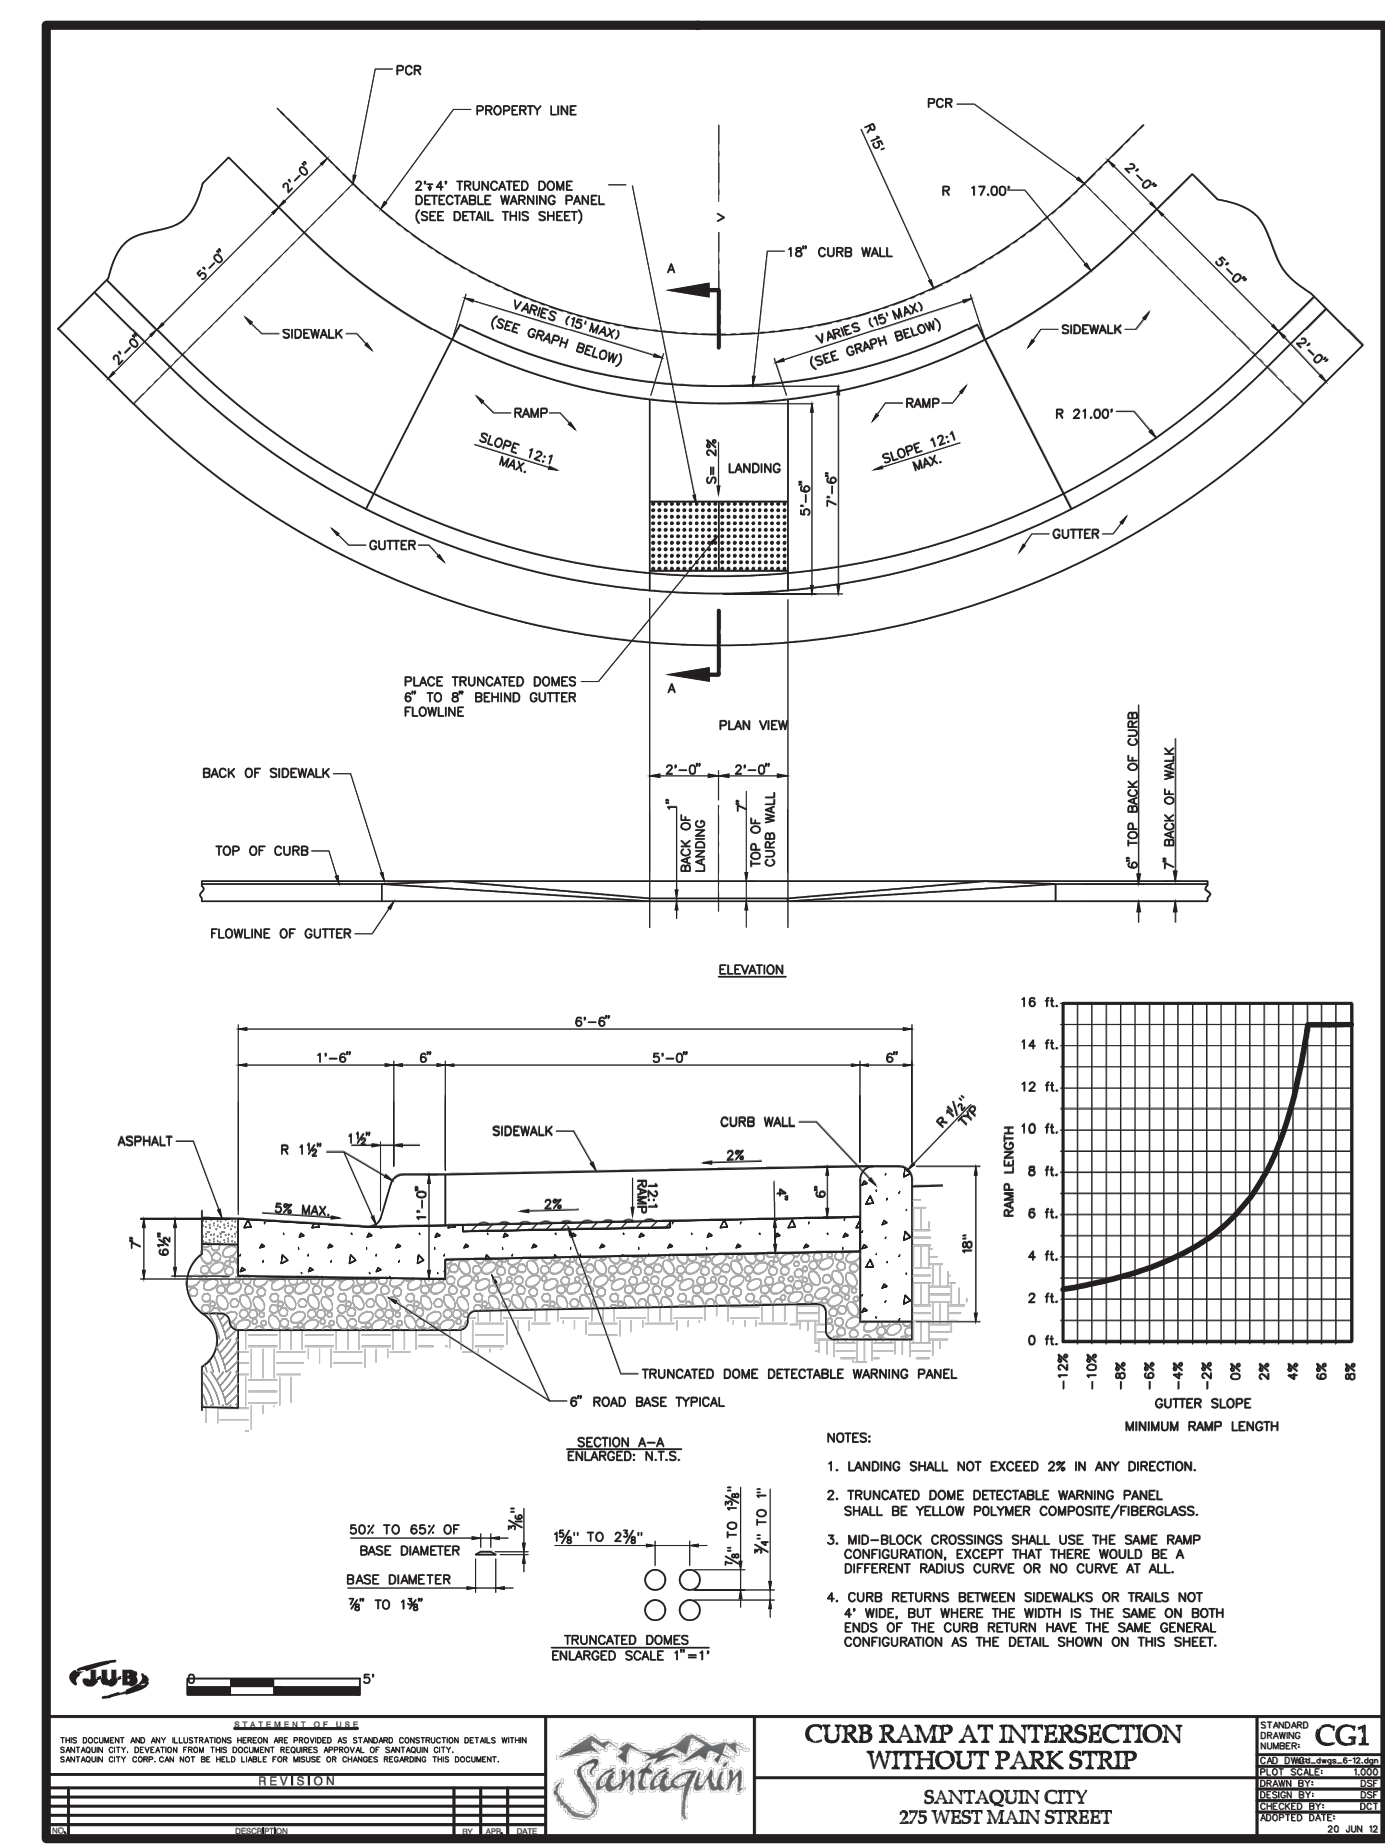 PCR
PROPERTY LINE
PCR
R 15'
2'-0"
2'-0"
2' 4' TRUNCATED DOME
DETECTABLE WARNING PANEL
(SEE DETAIL THIS SHEET)
R 17.00'
5'-0"
5'-0"
18" CURB WALL
A
VARIES (15' MAX)
(SEE GRAPH BELOW)
VARIES (15' MAX)
(SEE GRAPH BELOW)
SIDEWALK
SIDEWALK
2'-0"
2'-0"
RAMP
RAMP
R 21.00'
SLOPE 12:1
MAX.
SLOPE 12:1
MAX.
S= 2%
LANDING
5'-6"
7'-6"
GUTTER
GUTTER
PLACE TRUNCATED DOMES
6" TO 8" BEHIND GUTTER
FLOWLINE
A
PLAN VIEW
2'-0"
2'-0"
BACK OF SIDEWALK
TOP OF CURB
FLOWLINE OF GUTTER
1"
BACK OF
LANDING
7"
TOP OF
CURB WALL
6" TOP BACK OF CURB
7" BACK OF WALK
ELEVATION
6'-6"
1'-6"
6"
5'-0"
6"
ASPHALT
R 1½"
1½"
SIDEWALK
CURB WALL
R 1½"
TYP
2%
5% MAX.
1'-0"
2%
12:1
RAMP
4"
6"
18"
7"
6½"
TRUNCATED DOME DETECTABLE WARNING PANEL
6" ROAD BASE TYPICAL
SECTION A-A
ENLARGED: N.T.S.
16 ft.
14 ft.
12 ft.
10 ft.
8 ft.
6 ft.
4 ft.
2 ft.
0 ft.
RAMP LENGTH
-12%
-10%
-8%
-6%
-4%
-2%
0%
2%
4%
6%
8%
GUTTER SLOPE
MINIMUM RAMP LENGTH
NOTES:
1. LANDING SHALL NOT EXCEED 2% IN ANY DIRECTION.
2. TRUNCATED DOME DETECTABLE WARNING PANEL
SHALL BE YELLOW POLYMER COMPOSITE/FIBERGLASS.
3. MID-BLOCK CROSSINGS SHALL USE THE SAME RAMP
CONFIGURATION, EXCEPT THAT THERE WOULD BE A
DIFFERENT RADIUS CURVE OR NO CURVE AT ALL.
4. CURB RETURNS BETWEEN SIDEWALKS OR TRAILS NOT
4' WIDE, BUT WHERE THE WIDTH IS THE SAME ON BOTH
ENDS OF THE CURB RETURN HAVE THE SAME GENERAL
CONFIGURATION AS THE DETAIL SHOWN ON THIS SHEET.
50% TO 65% OF
BASE DIAMETER
3/16"
BASE DIAMETER
⅞" TO 1⅜"
1⅝" TO 2⅜"
⅞" TO 1⅜"
¾" TO 1"
TRUNCATED DOMES
ENLARGED SCALE 1"=1'
JUB
0
5'
STATEMENT OF USE
THIS DOCUMENT AND ANY ILLUSTRATIONS HEREON ARE PROVIDED AS STANDARD CONSTRUCTION DETAILS WITHIN
SANTAQUIN CITY. DEVEATION FROM THIS DOCUMENT REQUIRES APPROVAL OF SANTAQUIN CITY.
SANTAQUIN CITY CORP. CAN NOT BE HELD LIABLE FOR MISUSE OR CHANGES REGARDING THIS DOCUMENT.
REVISION
NO. DESCRIPTION BY APR. DATE
Santaquin
CURB RAMP AT INTERSECTION
WITHOUT PARK STRIP
SANTAQUIN CITY
275 WEST MAIN STREET
STANDARD
DRAWING
NUMBER: CG1
CAD DWG: dwgs_6-12.dgn
PLOT SCALE: 1.000
DRAWN BY: DSF
DESIGN BY: DSF
CHECKED BY: DCT
ADOPTED DATE:
20 JUN 12